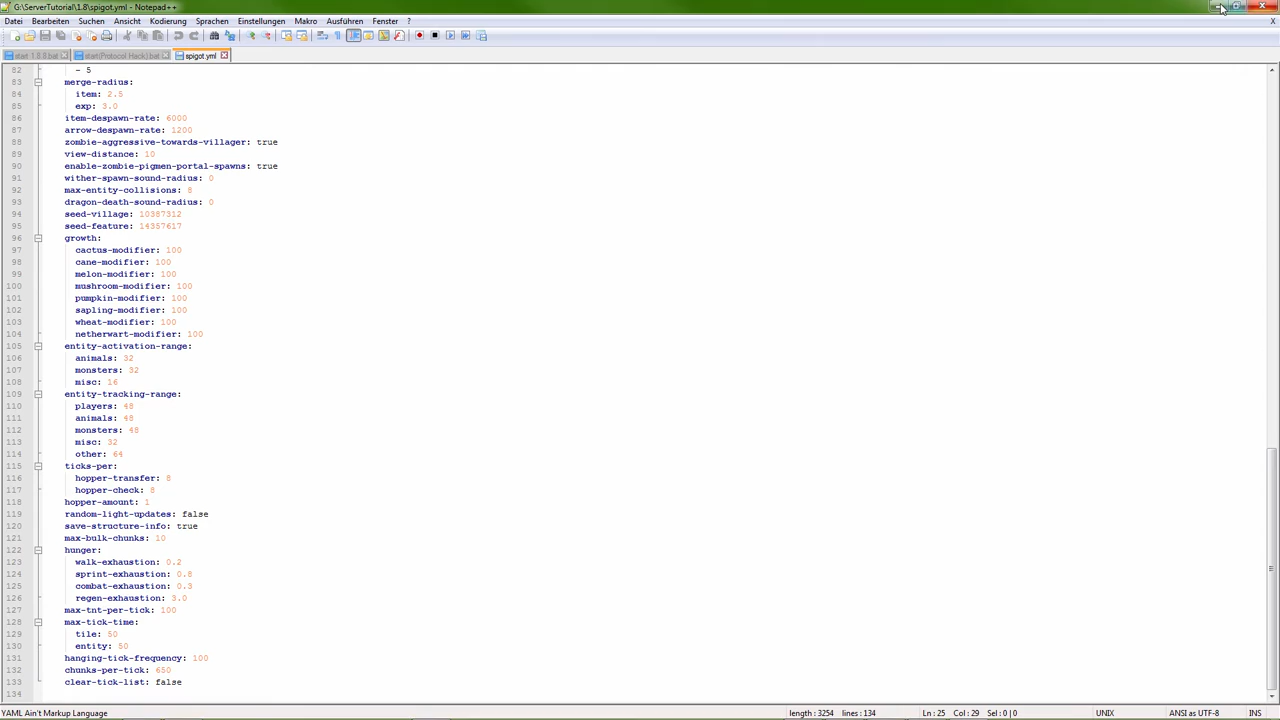 G:\ServerTutorial\1.8\spigot.yml - Notepad++
Datei Bearbeiten Suchen Ansicht Kodierung Sprachen Einstellungen Makro Ausführen Fenster ? X
start 1.8.8.bat start(Protocol Hack).bat spigot.yml
82 - 5
83 merge-radius:
84 item: 2.5
85 exp: 3.0
86 item-despawn-rate: 6000
87 arrow-despawn-rate: 1200
88 zombie-aggressive-towards-villager: true
89 view-distance: 10
90 enable-zombie-pigmen-portal-spawns: true
91 wither-spawn-sound-radius: 0
92 max-entity-collisions: 8
93 dragon-death-sound-radius: 0
94 seed-village: 10387312
95 seed-feature: 14357617
96 growth:
97 cactus-modifier: 100
98 cane-modifier: 100
99 melon-modifier: 100
100 mushroom-modifier: 100
101 pumpkin-modifier: 100
102 sapling-modifier: 100
103 wheat-modifier: 100
104 netherwart-modifier: 100
105 entity-activation-range:
106 animals: 32
107 monsters: 32
108 misc: 16
109 entity-tracking-range:
110 players: 48
111 animals: 48
112 monsters: 48
113 misc: 32
114 other: 64
115 ticks-per:
116 hopper-transfer: 8
117 hopper-check: 8
118 hopper-amount: 1
119 random-light-updates: false
120 save-structure-info: true
121 max-bulk-chunks: 10
122 hunger:
123 walk-exhaustion: 0.2
124 sprint-exhaustion: 0.8
125 combat-exhaustion: 0.3
126 regen-exhaustion: 3.0
127 max-tnt-per-tick: 100
128 max-tick-time:
129 tile: 50
130 entity: 50
131 hanging-tick-frequency: 100
132 chunks-per-tick: 650
133 clear-tick-list: false
134
YAML Ain't Markup Language length : 3254 lines : 134 Ln : 25 Col : 29 Sel : 0 | 0 UNIX ANSI as UTF-8 INS